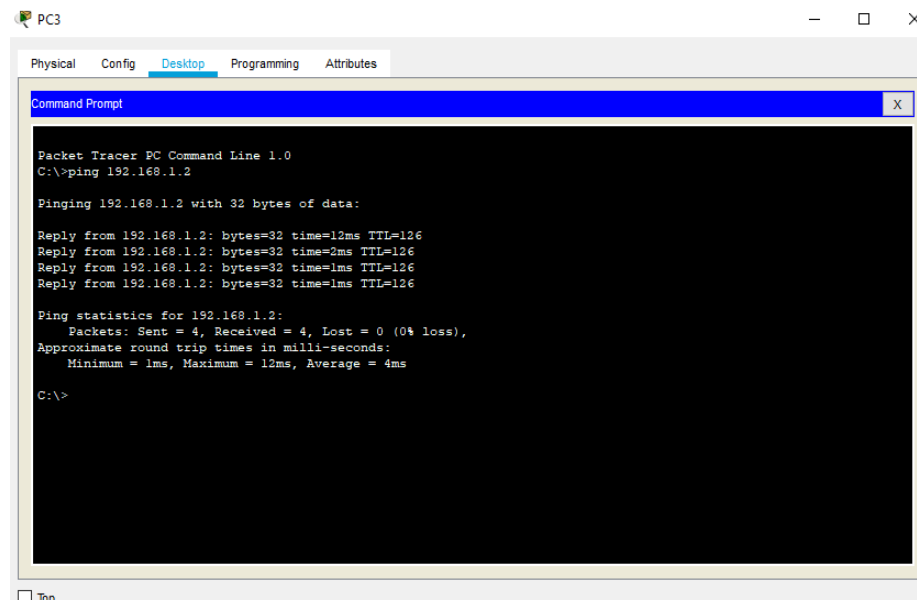 PC3
Physical Config Desktop Programming Attributes
Command Prompt
X
Packet Tracer PC Command Line 1.0
C:\>ping 192.168.1.2
Pinging 192.168.1.2 with 32 bytes of data:
Reply from 192.168.1.2: bytes=32 time=12ms TTL=126
Reply from 192.168.1.2: bytes=32 time=2ms TTL=126
Reply from 192.168.1.2: bytes=32 time=1ms TTL=126
Reply from 192.168.1.2: bytes=32 time=1ms TTL=126
Ping statistics for 192.168.1.2:
Packets: Sent = 4, Received = 4, Lost = 0 (0% loss),
Approximate round trip times in milli-seconds:
Minimum = 1ms, Maximum = 12ms, Average = 4ms
C:\>
Top